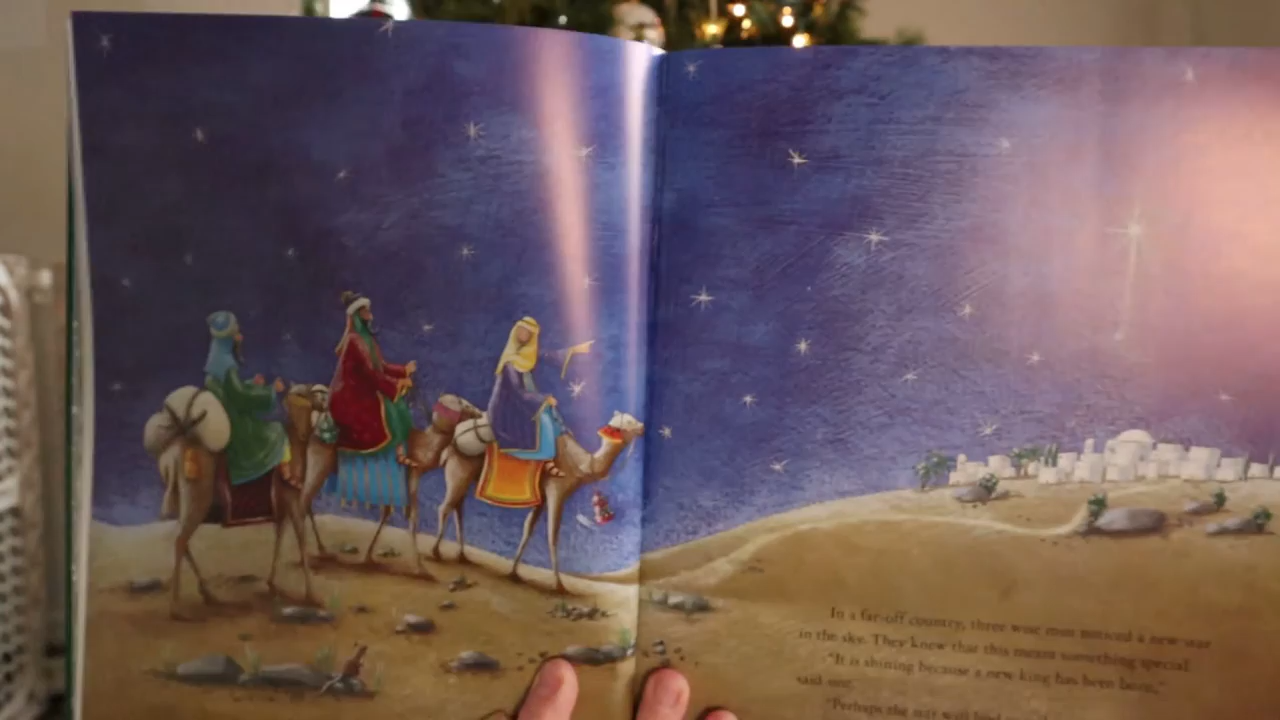 In a far-off country, three wise men noticed a new star
in the sky. They knew that this meant something special.
"It is shining because a new king has been born,"
said one.
"Perhaps the star will lead